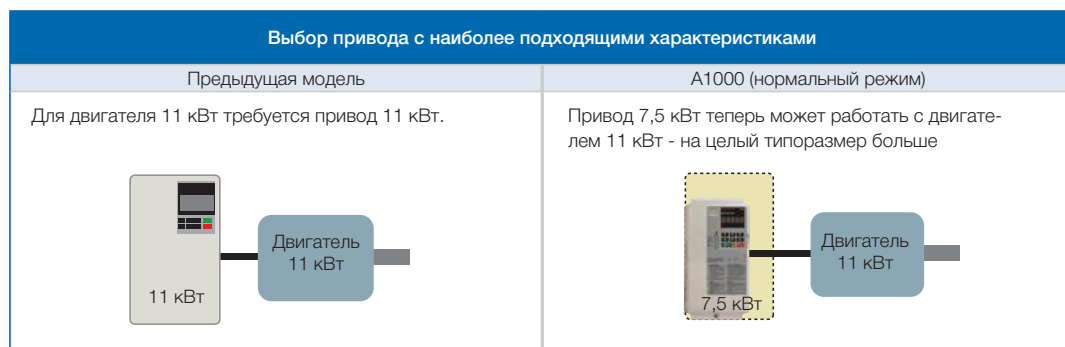 Выбор привода с наиболее подходящими характеристиками
Предыдущая модель
A1000 (нормальный режим)
Для двигателя 11 кВт требуется привод 11 кВт.
Привод 7,5 кВт теперь может работать с двигате-
лем 11 кВт - на целый типоразмер больше
Двигатель
11 кВт
11 кВт
Двигатель
11 кВт
7,5 кВт